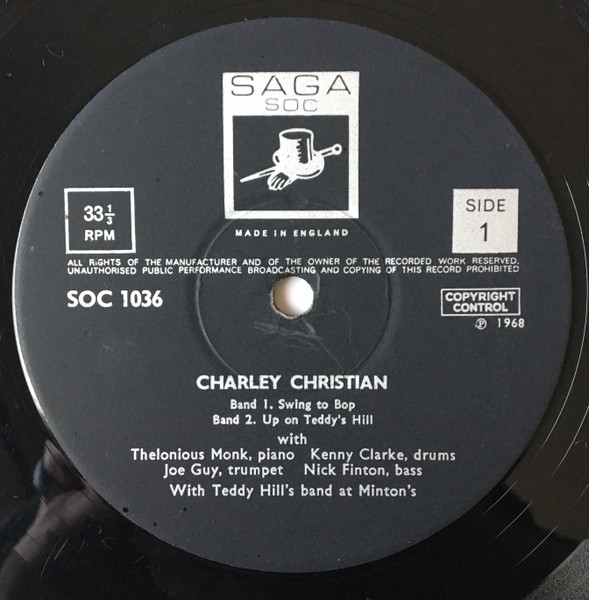 SAGA
SOC
33⅓
RPM
SIDE
1
MADE IN ENGLAND
ALL RIGHTS OF THE MANUFACTURER AND OF THE OWNER OF THE RECORDED WORK RESERVED.
UNAUTHORISED PUBLIC PERFORMANCE BROADCASTING AND COPYING OF THIS RECORD PROHIBITED
SOC 1036
COPYRIGHT
CONTROL
℗ 1968
CHARLEY CHRISTIAN
Band 1. Swing to Bop
Band 2. Up on Teddy's Hill
with
Thelonious Monk, piano Kenny Clarke, drums
Joe Guy, trumpet Nick Finton, bass
With Teddy Hill's band at Minton's